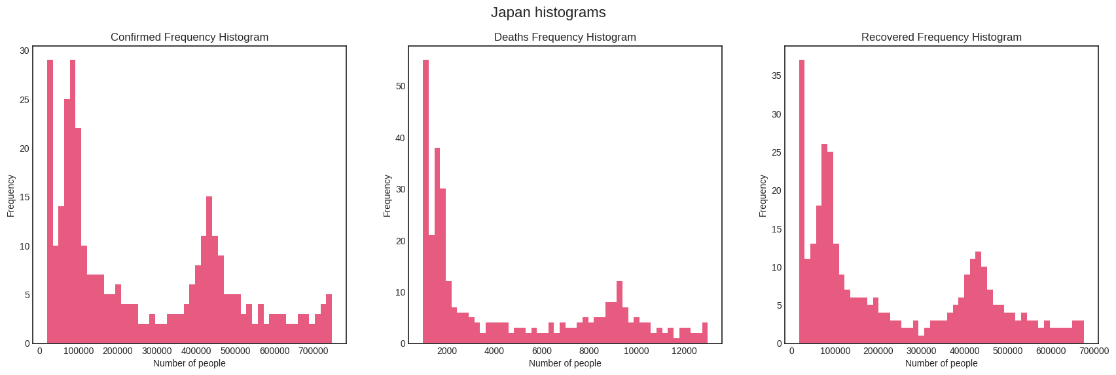 Japan histograms
Confirmed Frequency Histogram
Frequency
30
25
20
15
10
5
0
0 100000 200000 300000 400000 500000 600000 700000
Number of people
Deaths Frequency Histogram
Frequency
50
40
30
20
10
0
2000 4000 6000 8000 10000 12000
Number of people
Recovered Frequency Histogram
Frequency
35
30
25
20
15
10
5
0
0 100000 200000 300000 400000 500000 600000 700000
Number of people